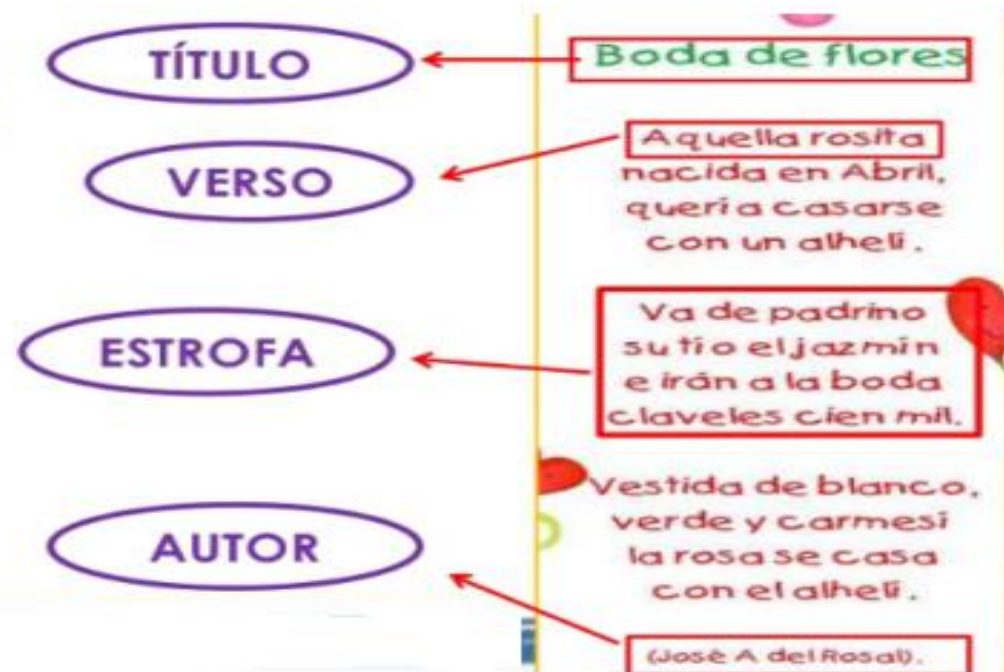 TÍTULO
Boda de flores
VERSO
Aquella rosita
nacida en Abril,
quería casarse
con un alhelí.
ESTROFA
Va de padrino
su tío el jazmín
e irán a la boda
claveles cien mil.
AUTOR
Vestida de blanco,
verde y carmesí
la rosa se casa
con el alhelí.
(José A del Rosal).